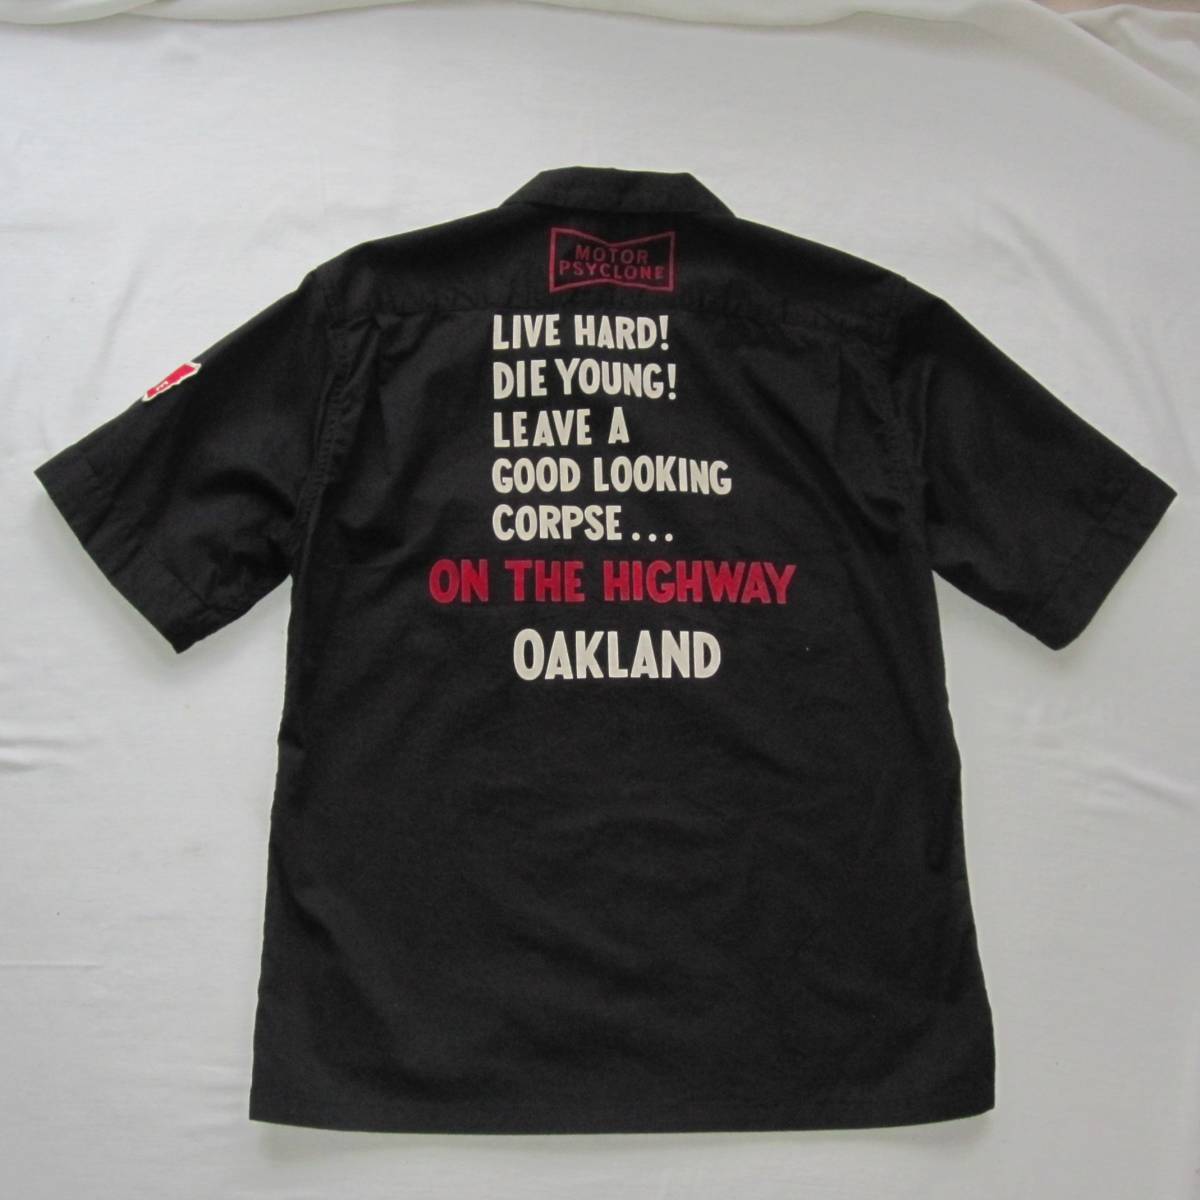 MOTOR
PSYCLONE
LIVE HARD!
DIE YOUNG!
LEAVE A
GOOD LOOKING
CORPSE...
ON THE HIGHWAY
OAKLAND